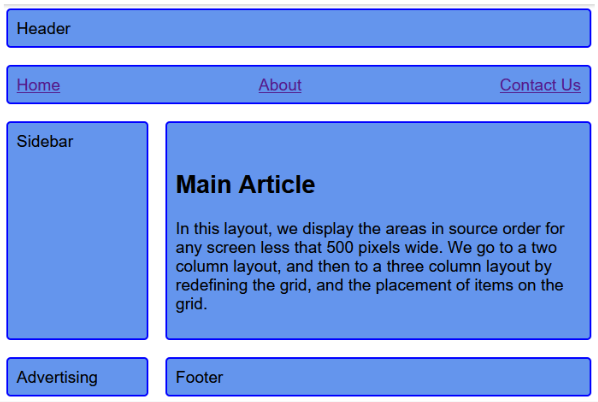 Header
Home About Contact Us
Sidebar
Main Article
In this layout, we display the areas in source order for
any screen less that 500 pixels wide. We go to a two
column layout, and then to a three column layout by
redefining the grid, and the placement of items on the
grid.
Advertising
Footer